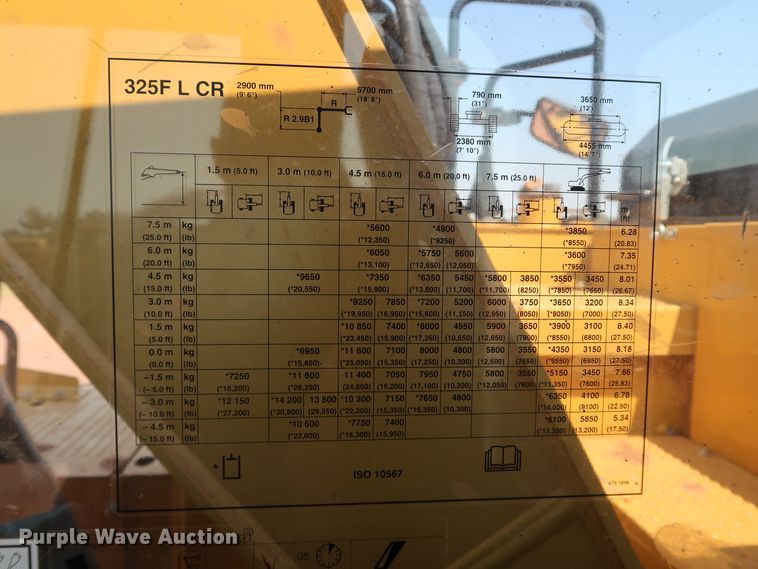 325F L CR 2900 mm 5700 mm 790 mm 3650 mm
(9' 6") R (18' 8") (31") (12')
R 2.9B1
2380 mm 4455 mm
(7' 10") (14' 7")
1.5 m (5.0 ft) 3.0 m (10.0 ft) 4.5 m (15.0 ft) 6.0 m (20.0 ft) 7.5 m (25.0 ft) m
(ft)
7.5 m kg *5600 *4900 *3850 6.28
(25.0 ft) (lb) (*12,350) (*9250) (*8550) (20.83)
6.0 m kg *6050 *5750 5600 *3600 7.35
(20.0 ft) (lb) (*13,100) (*12,650) (12,050) (*7950) (24.71)
4.5 m kg *9650 *7350 *6350 5450 *5800 3850 *3550 3450 8.01
(15.0 ft) (lb) (*20,550) (*15,900) (*13,800) (11,700) (*11,700) (8250) (*7850) (7650) (26.67)
3.0 m kg *9250 7850 *7200 5200 6000 3750 *3650 3200 8.34
(10.0 ft) (lb) (*19,950) (16,950) (*15,600) (11,150) (12,950) (8050) (*8050) (7000) (27.50)
1.5 m kg *10 850 7400 *8000 4950 5900 3650 *3900 3100 8.40
(5.0 ft) (lb) (*23,450) (15,900) (*17,350) (10,650) (12,600) (7800) (*8550) (6800) (27.50)
0.0 m kg *6950 *11 600 7100 8000 4800 5800 3550 *4350 3150 8.18
(0.0 ft) (lb) (*15,850) (*25,050) (15,350) (17,250) (10,300) (12,500) (7650) (*9550) (6950) (27.50)
– 1.5 m kg *7250 *11 600 11 400 7050 7950 4750 5800 3550 *5150 3450 7.66
(– 5.0 ft) (lb) (*16,200) (*26,350) (24,650) (15,200) (17,100) (10,200) (12,050) (7600) (*11,350) (7600) (25.83)
– 3.0 m kg *12 150 *14 200 13 800 *10 300 7150 *7650 4800 *6350 4100 6.78
(– 10.0 ft) (lb) (*27,200) (*30,800) (29,550) (*22,200) (15,350) (*16,350) (10,300) (*14,000) (9100) (22.50)
– 4.5 m kg *10 600 *7750 7400 *6100 5850 5.34
(– 15.0 ft) (lb) (*22,600) (*16,300) (15,950) (*13,350) (13,200) (17.50)
*
ISO 10567
.05
Purple Wave Auction